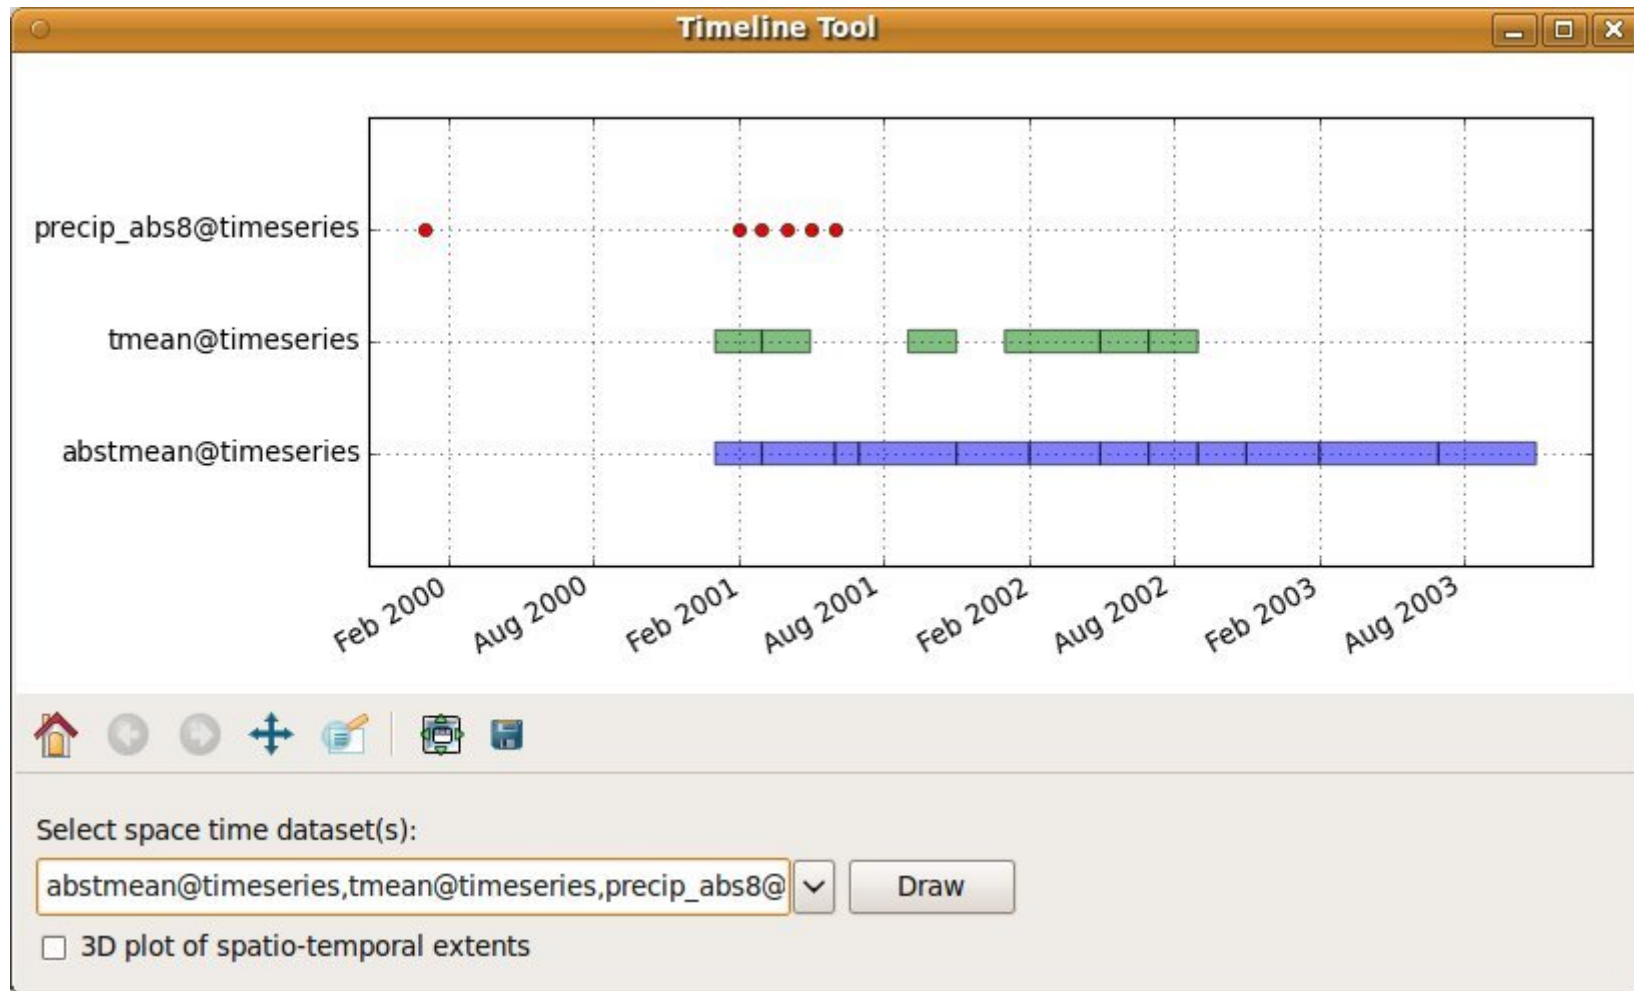 Timeline Tool
precip_abs8@timeseries
tmean@timeseries
abstmean@timeseries
Feb 2000
Aug 2000
Feb 2001
Aug 2001
Feb 2002
Aug 2002
Feb 2003
Aug 2003
Select space time dataset(s):
abstmean@timeseries,tmean@timeseries,precip_abs8@
Draw
3D plot of spatio-temporal extents